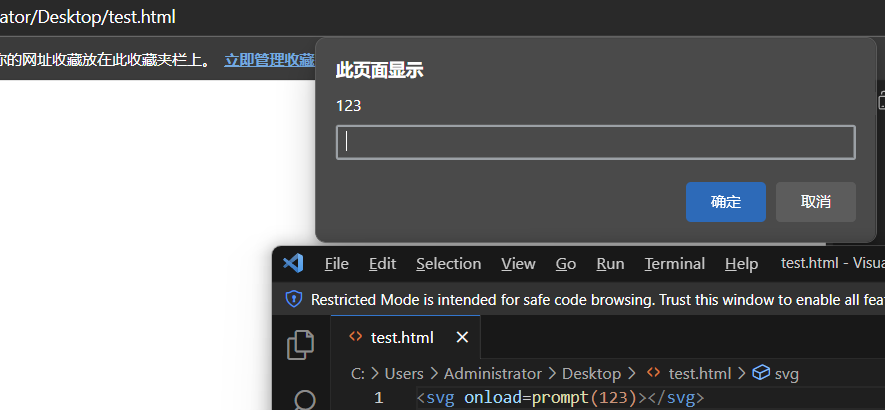 ator/Desktop/test.html
你的网址收藏放在此收藏夹栏上。 立即管理收藏
此页面显示
123
确定 取消
File Edit Selection View Go Run Terminal Help test.html - Visua
Restricted Mode is intended for safe code browsing. Trust this window to enable all fea
test.html
C: > Users > Administrator > Desktop > test.html > svg
1 <svg onload=prompt(123)></svg>